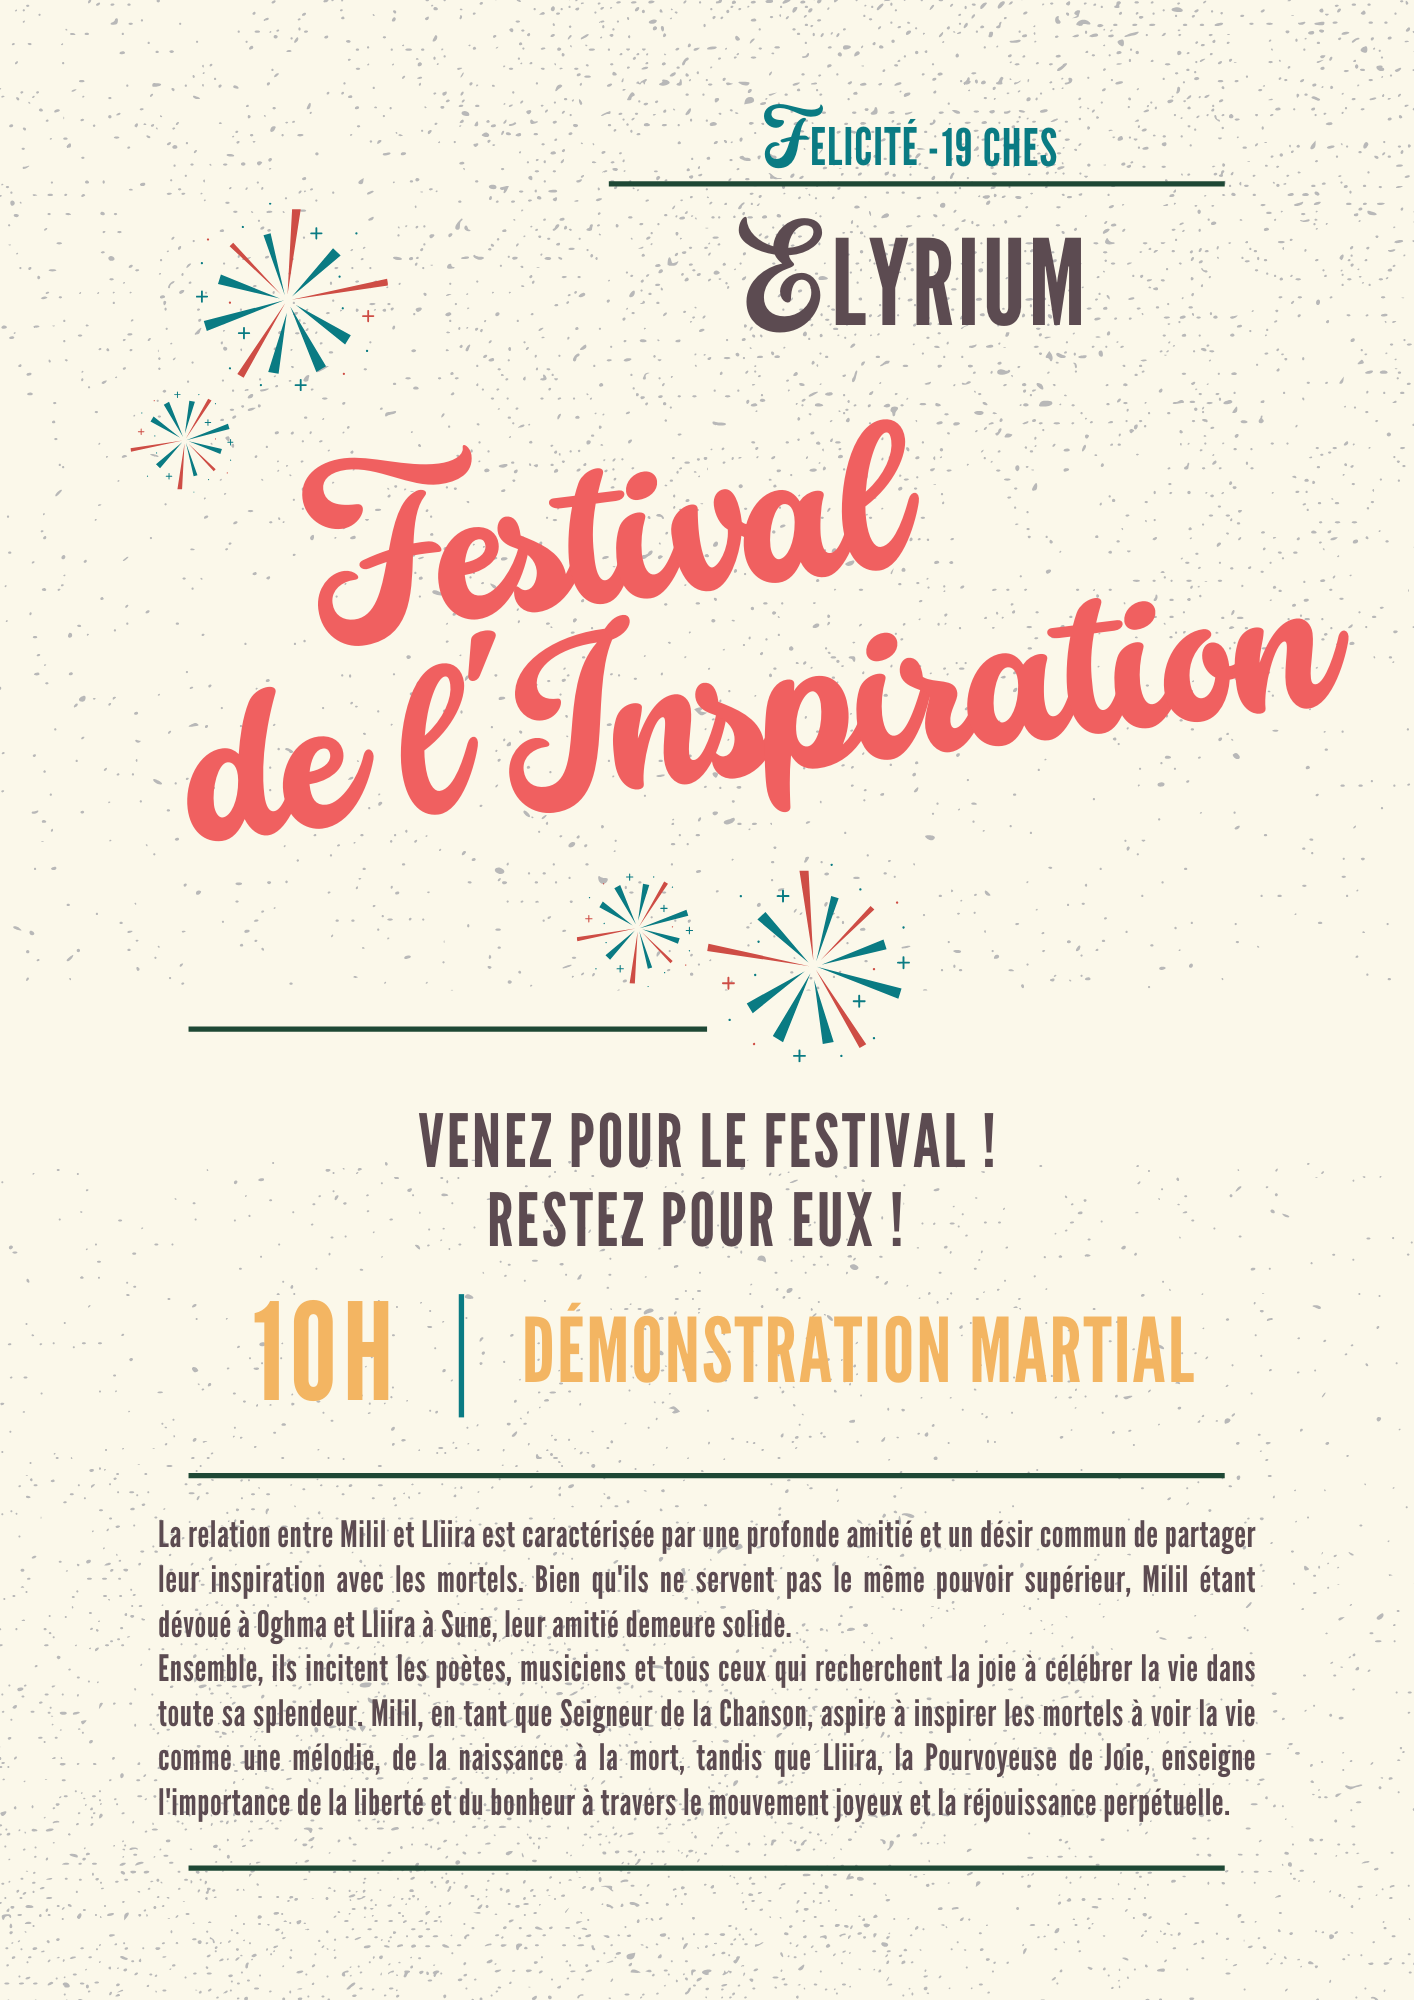 FELICITÉ -19 CHES
ELYRIUM
Festival
de l'Inspiration
VENEZ POUR LE FESTIVAL !
RESTEZ POUR EUX !
10H
DÉMONSTRATION MARTIAL
La relation entre Milil et Lliira est caractérisée par une profonde amitié et un désir commun de partager
leur inspiration avec les mortels. Bien qu'ils ne servent pas le même pouvoir supérieur, Milil étant
dévoué à Oghma et Lliira à Sune, leur amitié demeure solide.
Ensemble, ils incitent les poètes, musiciens et tous ceux qui recherchent la joie à célébrer la vie dans
toute sa splendeur. Milil, en tant que Seigneur de la Chanson, aspire à inspirer les mortels à voir la vie
comme une mélodie, de la naissance à la mort, tandis que Lliira, la Pourvoyeuse de Joie, enseigne
l'importance de la liberté et du bonheur à travers le mouvement joyeux et la réjouissance perpétuelle.